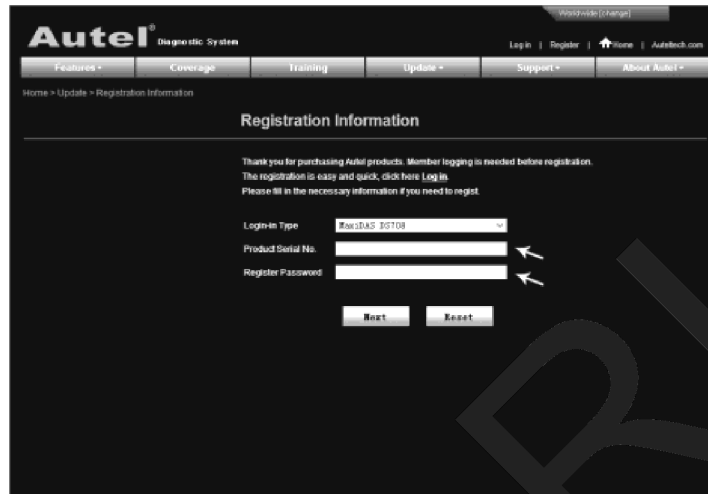 Worldwide [change]
Autel® Diagnostic System
Log in | Register | Home | Auteltech.com
Features Coverage Training Update Support About Autel
Home > Update > Registration Information
Registration Information
Thank you for purchasing Autel products. Member logging is needed before registration.
The registration is easy and quick, click here Log in.
Please fill in the necessary information if you need to regist.
Login-in Type MaxiDAS DS708
Product Serial No.
Register Password
Next Reset